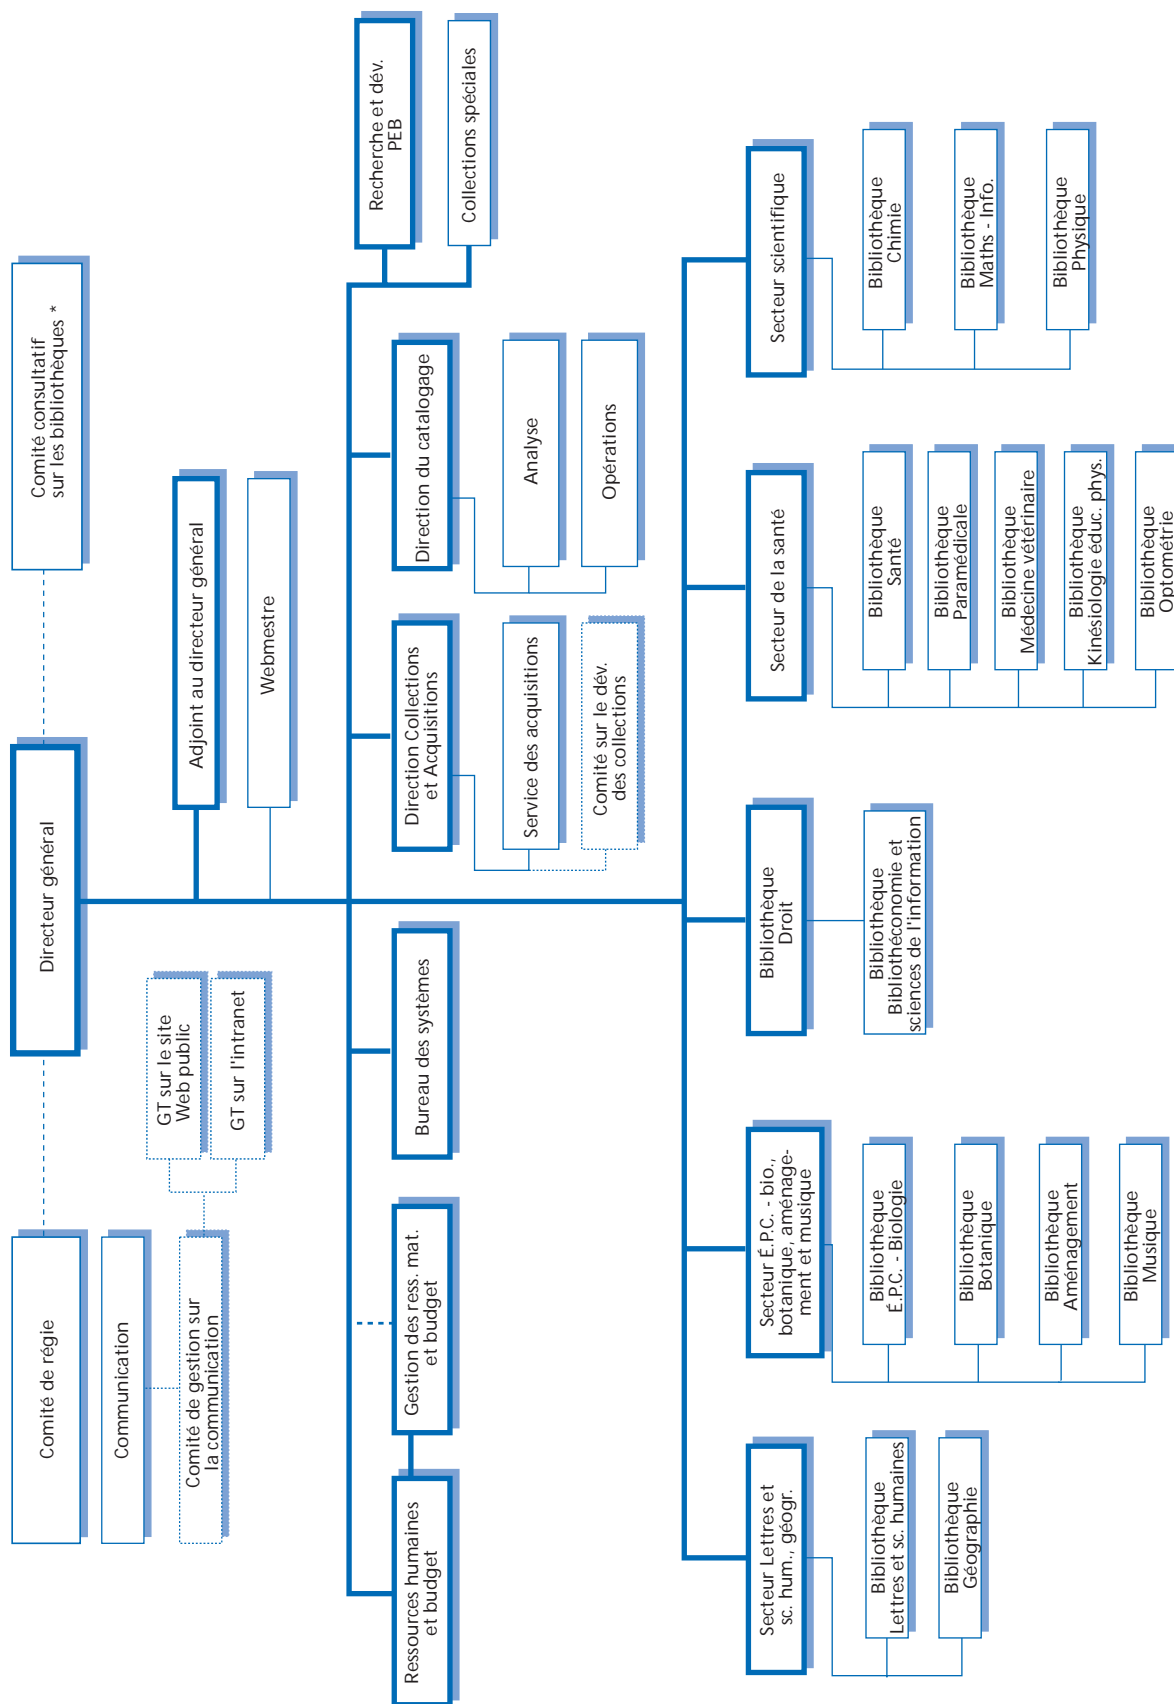 Directeur général
Comité consultatif
sur les bibliothèques *
Comité de régie
Communication
Comité de gestion sur
la communication
GT sur le site
Web public
GT sur l'intranet
Adjoint au directeur général
Webmestre
Ressources humaines
et budget
Gestion des ress. mat.
et budget
Bureau des systèmes
Direction Collections
et Acquisitions
Service des acquisitions
Comité sur le dév.
des collections
Direction du catalogage
Analyse
Opérations
Recherche et dév.
PEB
Collections spéciales
Secteur Lettres et
sc. hum., géogr.
Bibliothèque
Lettres et sc. humaines
Bibliothèque
Géographie
Secteur É.P.C. - bio.,
botanique, aménage-
ment et musique
Bibliothèque
É.P.C. - Biologie
Bibliothèque
Botanique
Bibliothèque
Aménagement
Bibliothèque
Musique
Bibliothèque
Droit
Bibliothèque
Bibliothéconomie et
sciences de l'information
Secteur de la santé
Bibliothèque
Santé
Bibliothèque
Paramédicale
Bibliothèque
Médecine vétérinaire
Bibliothèque
Kinésiologie éduc. phys.
Bibliothèque
Optométrie
Secteur scientifique
Bibliothèque
Chimie
Bibliothèque
Maths - Info.
Bibliothèque
Physique